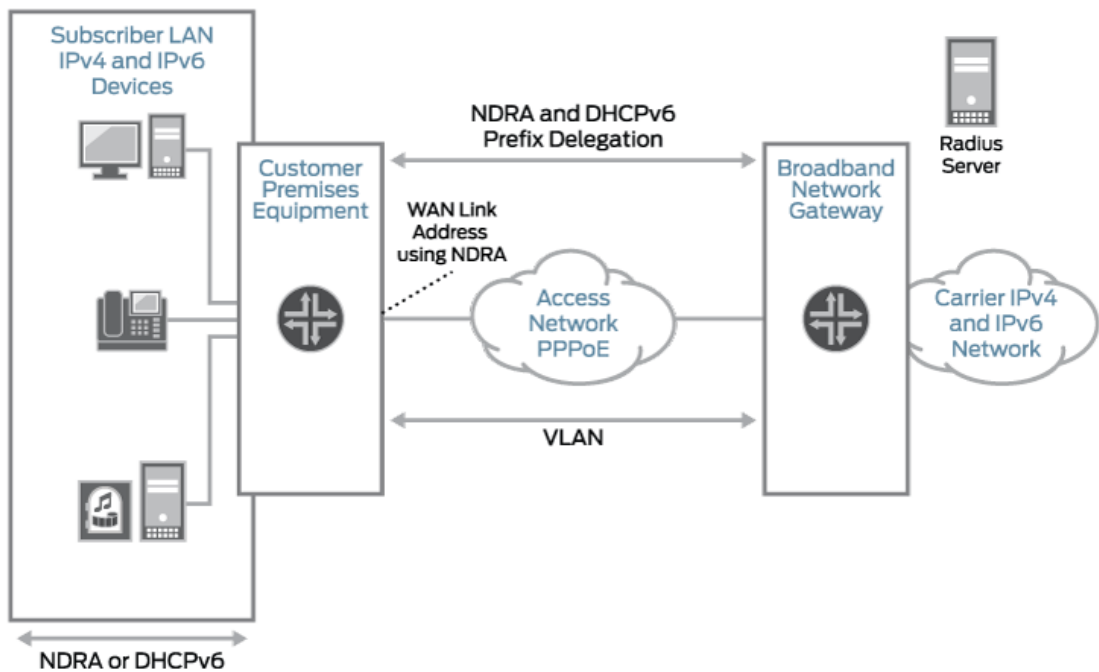 Subscriber LAN
IPv4 and IPv6
Devices
Customer
Premises
Equipment
NDRA and DHCPv6
Prefix Delegation
WAN Link
Address
using NDRA
Access
Network
PPPoE
VLAN
Broadband
Network
Gateway
Radius
Server
Carrier IPv4
and IPv6
Network
NDRA or DHCPv6